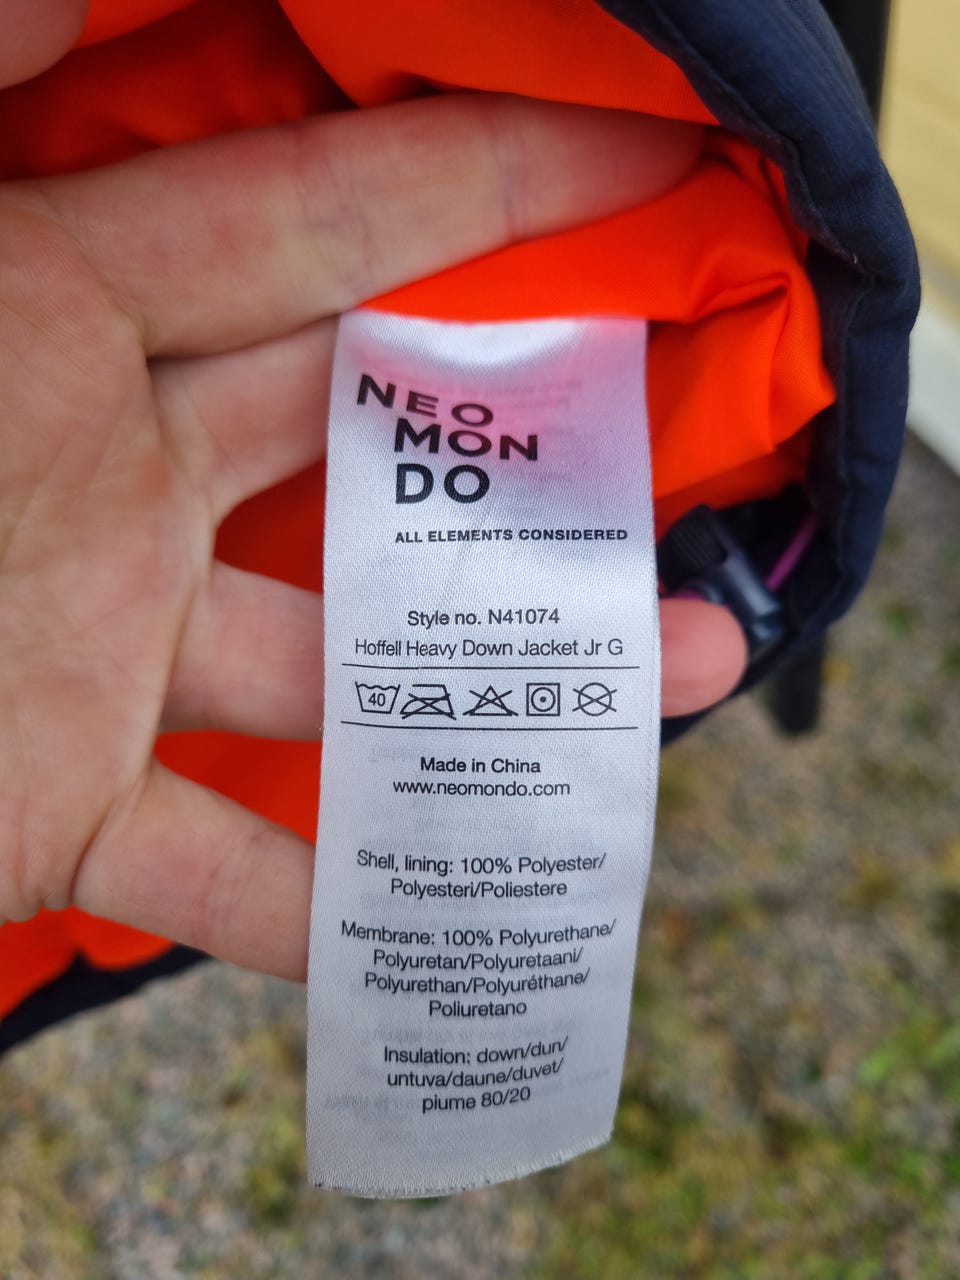 NEO
MON
DO
ALL ELEMENTS CONSIDERED
Style no. N41074
Hoffell Heavy Down Jacket Jr G
40
Made in China
www.neomondo.com
Shell, lining: 100% Polyester/
Polyesteri/Poliestere
Membrane: 100% Polyurethane/
Polyuretan/Polyuretaani/
Polyurethan/Polyuréthane/
Poliuretano
Insulation: down/dun/
untuva/daune/duvet/
piume 80/20